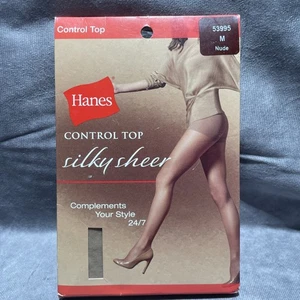 Control Top
53995
M
Nude
Hanes
CONTROL TOP
silky sheer
Complements
Your Style
24/7